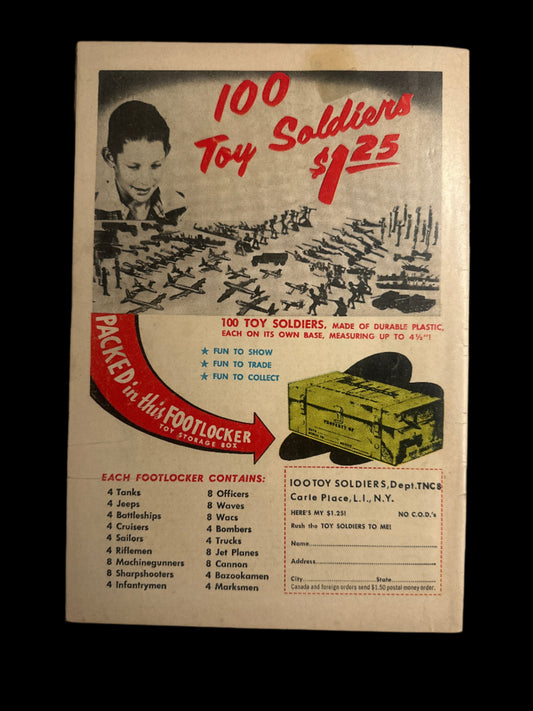 100
Toy Soldiers
$1.25
100 TOY SOLDIERS, MADE OF DURABLE PLASTIC,
EACH ON ITS OWN BASE, MEASURING UP TO 4½"!
★ FUN TO SHOW
★ FUN TO TRADE
★ FUN TO COLLECT
PACKED in this FOOTLOCKER
TOY STORAGE BOX
PROPERTY OF
EACH FOOTLOCKER CONTAINS:
4 Tanks
4 Jeeps
4 Battleships
4 Cruisers
4 Sailors
4 Riflemen
8 Machinegunners
8 Sharpshooters
4 Infantrymen
8 Officers
8 Waves
8 Wacs
4 Bombers
4 Trucks
8 Jet Planes
8 Cannon
4 Bazookamen
4 Marksmen
100 TOY SOLDIERS, Dept. TNC8
Carle Place, L.I., N.Y.
HERE'S MY $1.25! NO C.O.D.'s
Rush the TOY SOLDIERS TO ME!
Name
Address
City State
Canada and foreign orders send $1.50 postal money order.